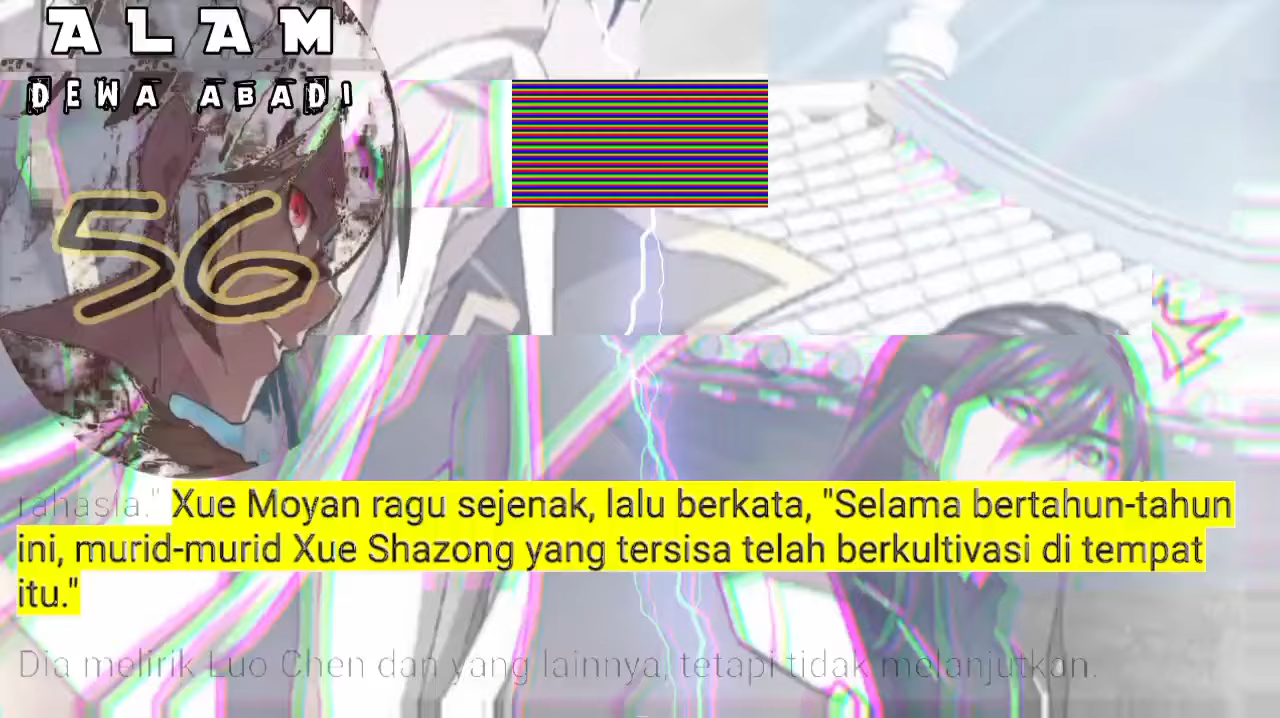 ALAM
DEWA ABADI
56
rahasia." Xue Moyan ragu sejenak, lalu berkata, "Selama bertahun-tahun
ini, murid-murid Xue Shazong yang tersisa telah berkultivasi di tempat
itu."
Dia melirik Luo Chen dan yang lainnya, tetapi tidak melanjutkan.